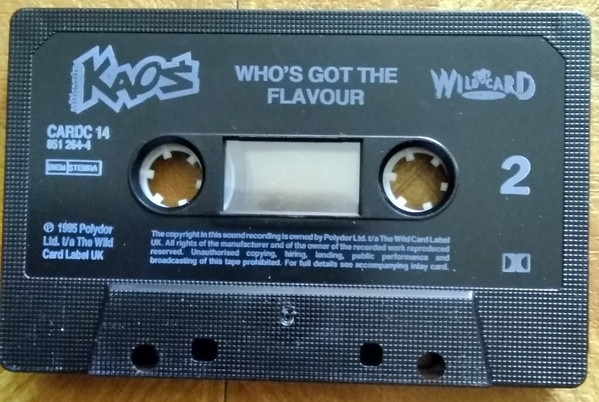 KAOS
WHO'S GOT THE
FLAVOUR
WILDCARD
CARDC 14
851 264-4
BIEM STEMRA
2
℗ 1995 Polydor
Ltd. t/a The Wild
Card Label UK
The copyright in this sound recording is owned by Polydor Ltd. t/a The Wild Card Label
UK. All rights of the manufacturer and of the owner of the recorded work reproduced
reserved. Unauthorised copying, hiring, lending, public performance and
broadcasting of this tape prohibited. For full details see accompanying inlay card.